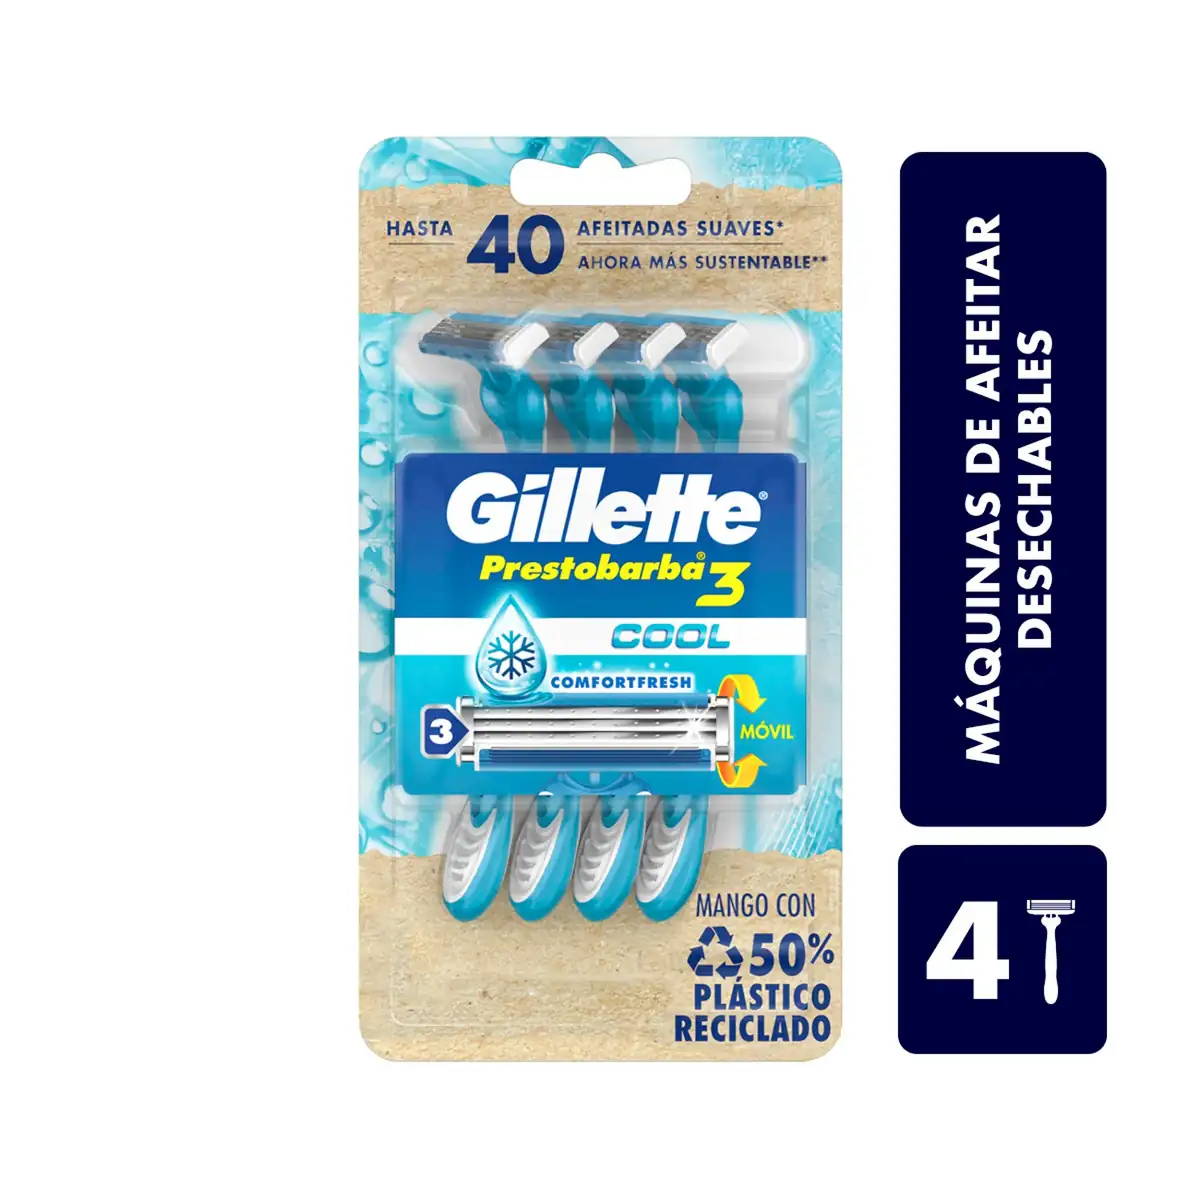 HASTA 40 AFEITADAS SUAVES*
AHORA MÁS SUSTENTABLE**
Gillette®
Prestobarba®3
COOL
COMFORTFRESH
3
MÓVIL
MANGO CON
50%
PLÁSTICO
RECICLADO
MÁQUINAS DE AFEITAR
DESECHABLES
4